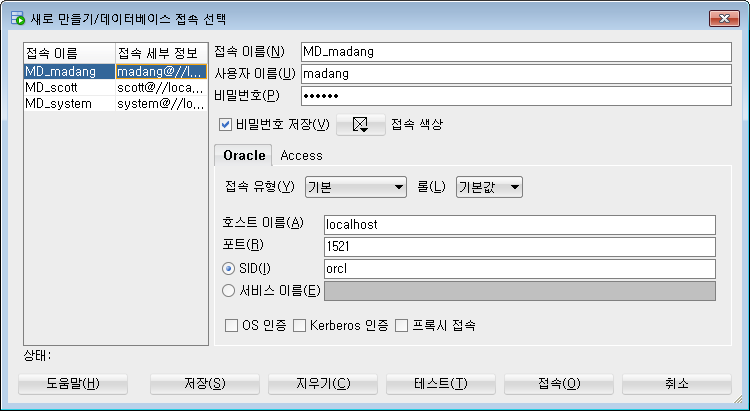 새로 만들기/데이터베이스 접속 선택
접속 이름 접속 세부 정보
MD_madang madang@//l...
MD_scott scott@//loca...
MD_system system@//lo...
접속 이름(N) MD_madang
사용자 이름(U) madang
비밀번호(P) ••••••
비밀번호 저장(V) 접속 색상
Oracle Access
접속 유형(Y) 기본 롤(L) 기본값
호스트 이름(A) localhost
포트(R) 1521
SID(I) orcl
서비스 이름(E)
OS 인증 Kerberos 인증 프록시 접속
상태:
도움말(H) 저장(S) 지우기(C) 테스트(T) 접속(O) 취소